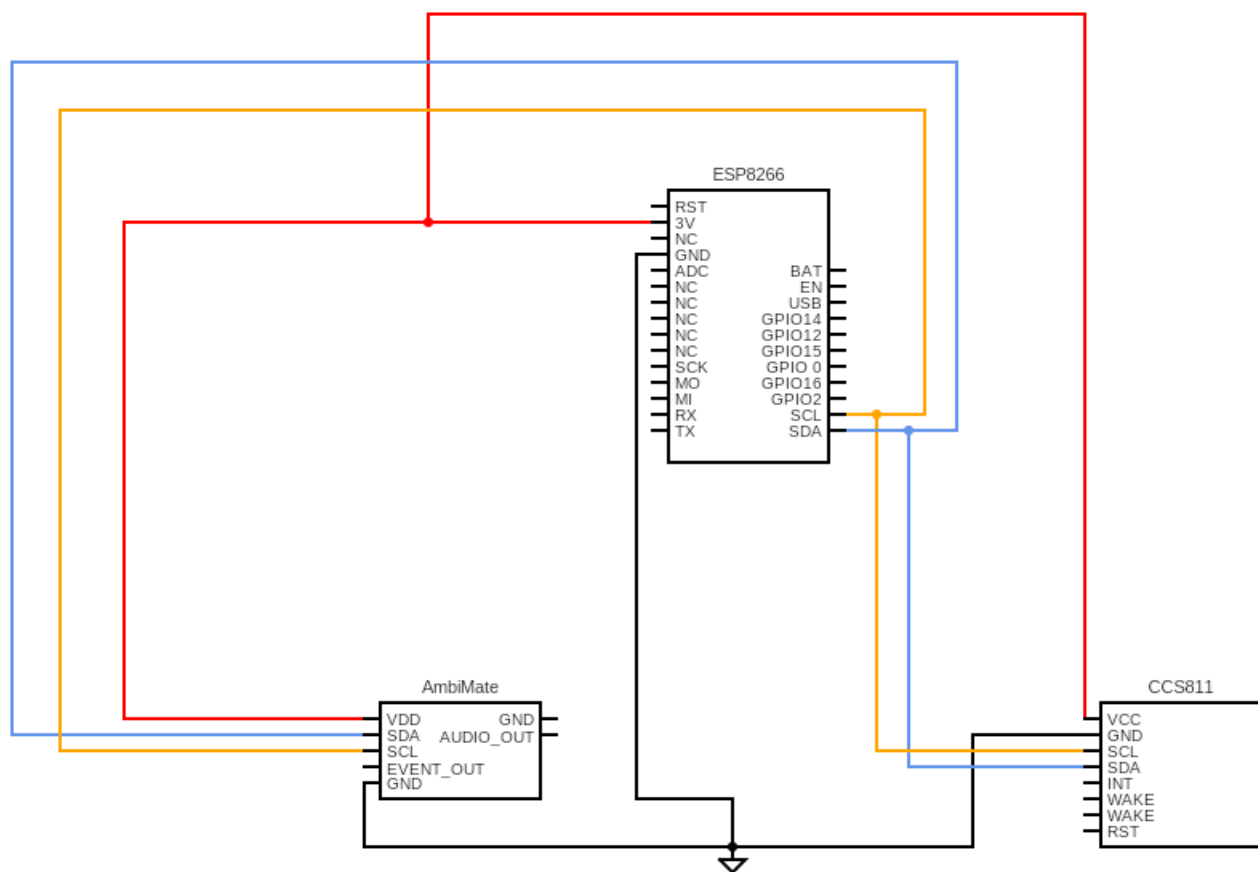 ESP8266
RST
3V
NC
GND
ADC
NC
NC
NC
NC
NC
SCK
MO
MI
RX
TX
BAT
EN
USB
GPIO14
GPIO12
GPIO15
GPIO 0
GPIO16
GPIO2
SCL
SDA
AmbiMate
VDD
SDA
SCL
EVENT_OUT
GND
GND
AUDIO_OUT
CCS811
VCC
GND
SCL
SDA
INT
WAKE
WAKE
RST